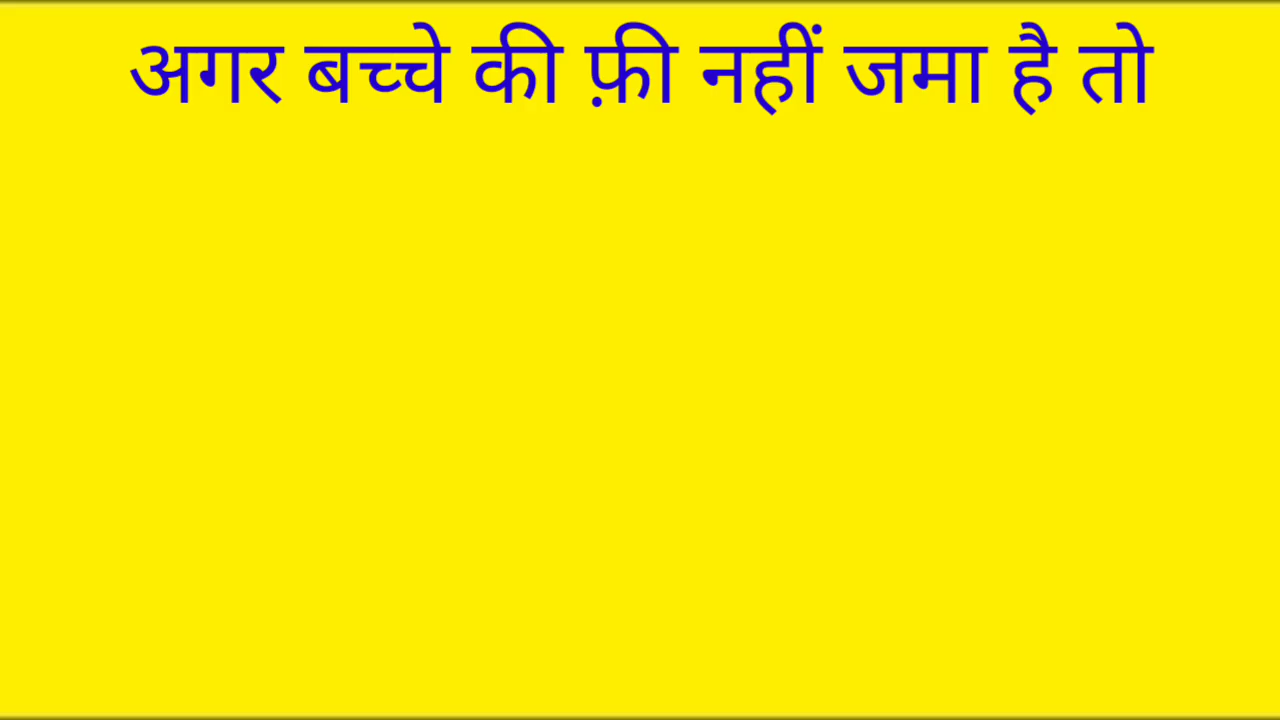 अगर बच्चे की फ़ी नहीं जमा है तो